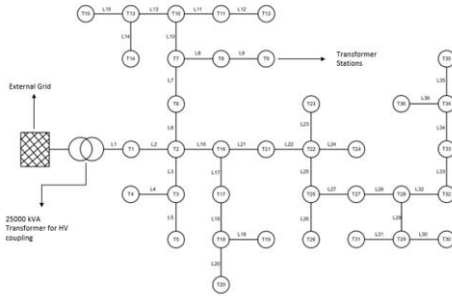 T15 L15 T13 L13 T10 L11 T11 L12 T12
L14 L10
T14 T7 L8 T8 L9 T9
Transformer
Stations
T35
L35
L7
External Grid
T6 T23 T36 L36 T34
L6 L23 L34
L1 T1 L2 T2 L16 T16 L21 T21 L22 T22 L24 T24 T33
L3 L17 L25 L33
T4 L4 T3 T17 T25 L27 T27 L28 T28 L32 T32
L5 L18 L26 L29
25000 kVA
Transformer for HV
coupling
T5 T18 L19 T19 T26 T31 L31 T29 L30 T30
L20
T20